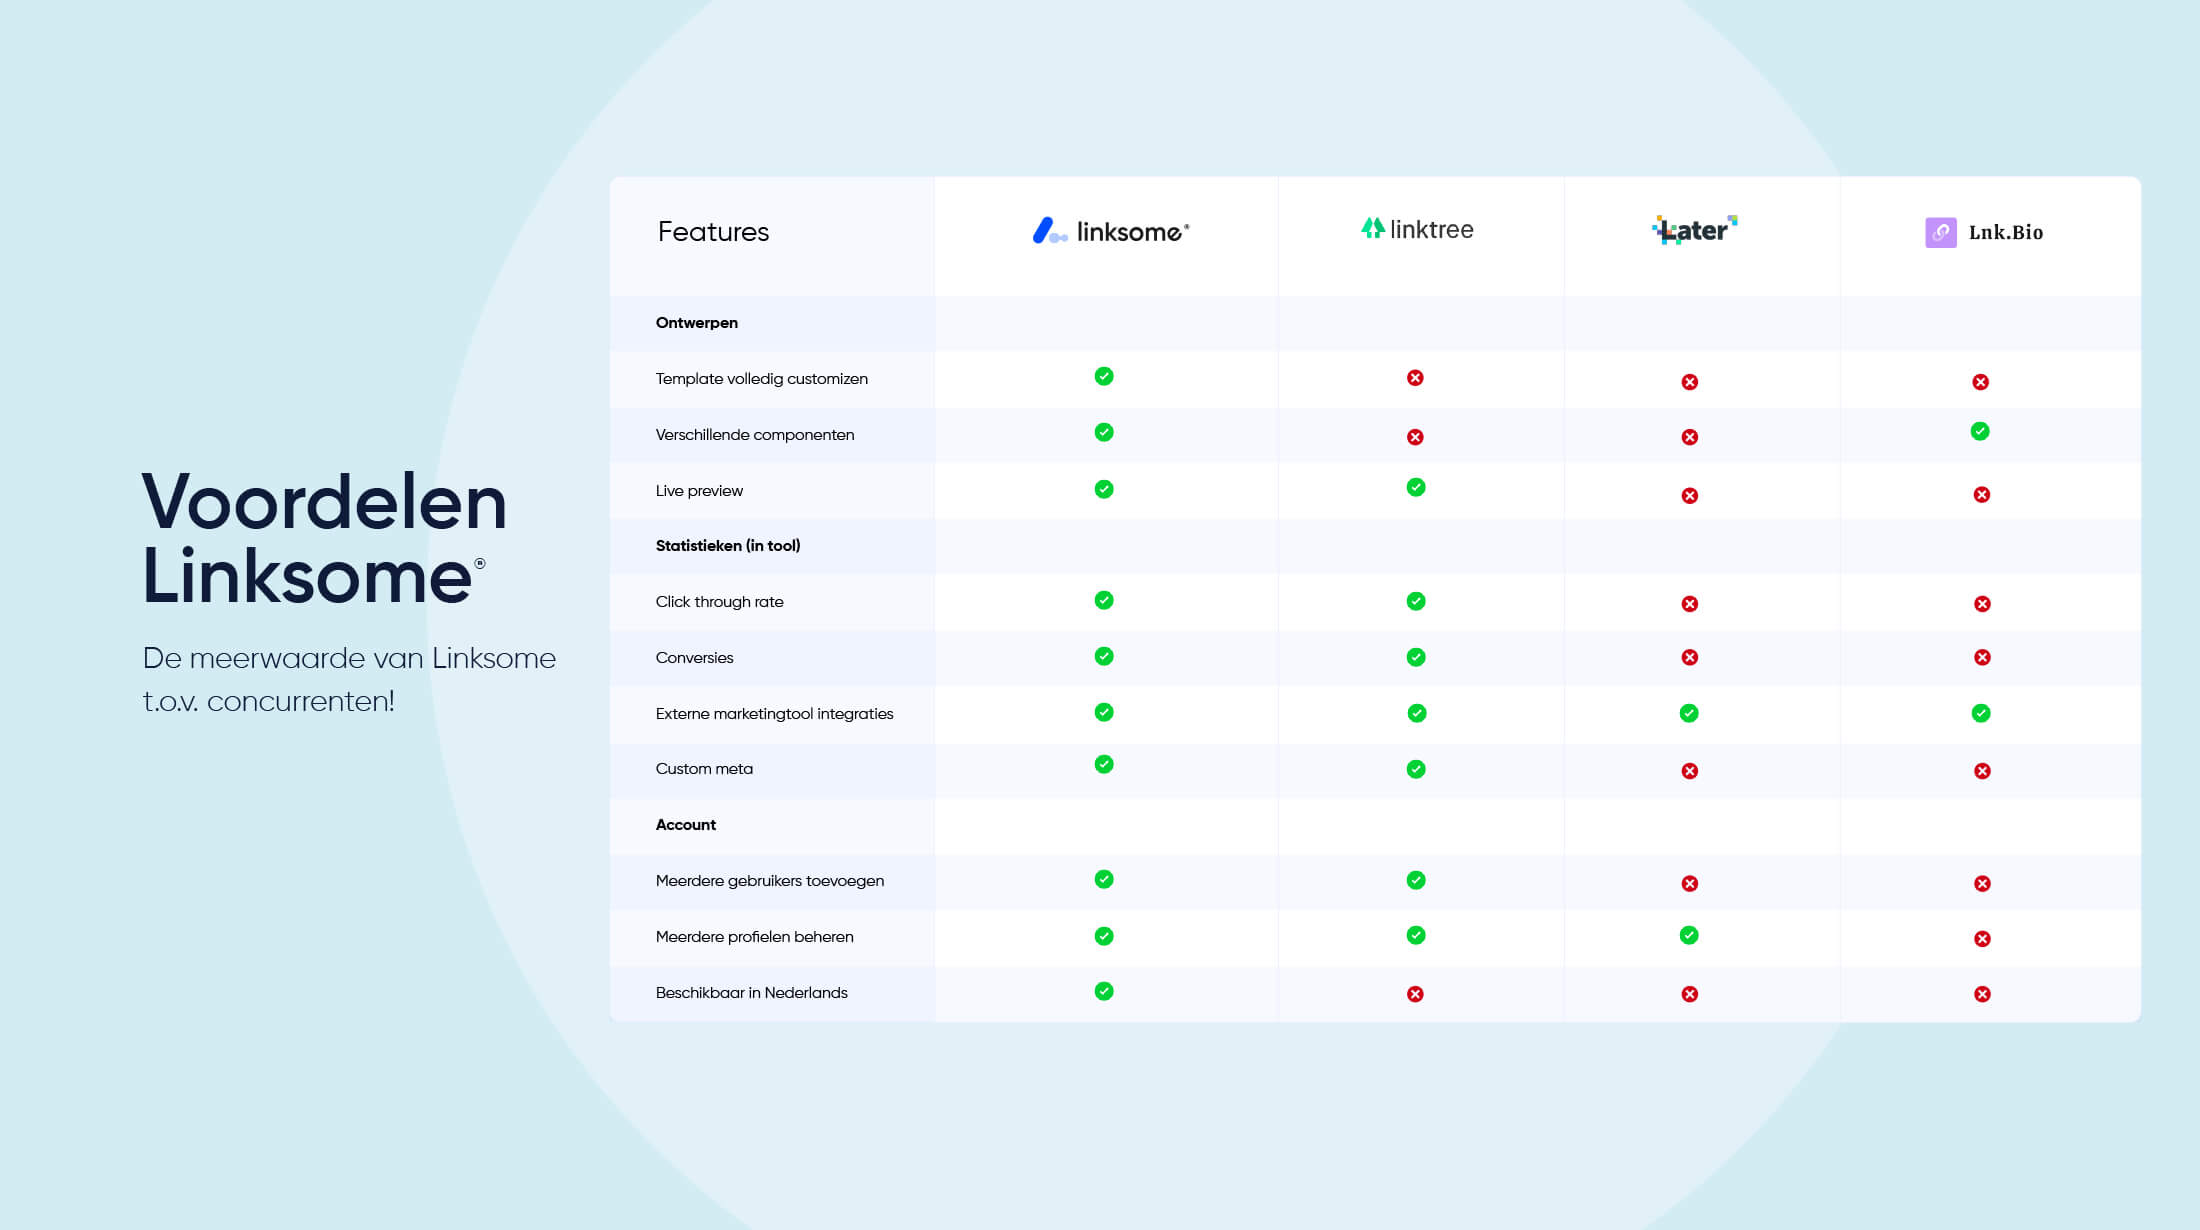 Voordelen
Linksome®
De meerwaarde van Linksome
t.o.v. concurrenten!
Features
linksome®
linktree
Later
Lnk.Bio
Ontwerpen
Template volledig customizen
Verschillende componenten
Live preview
Statistieken (in tool)
Click through rate
Conversies
Externe marketingtool integraties
Custom meta
Account
Meerdere gebruikers toevoegen
Meerdere profielen beheren
Beschikbaar in Nederlands